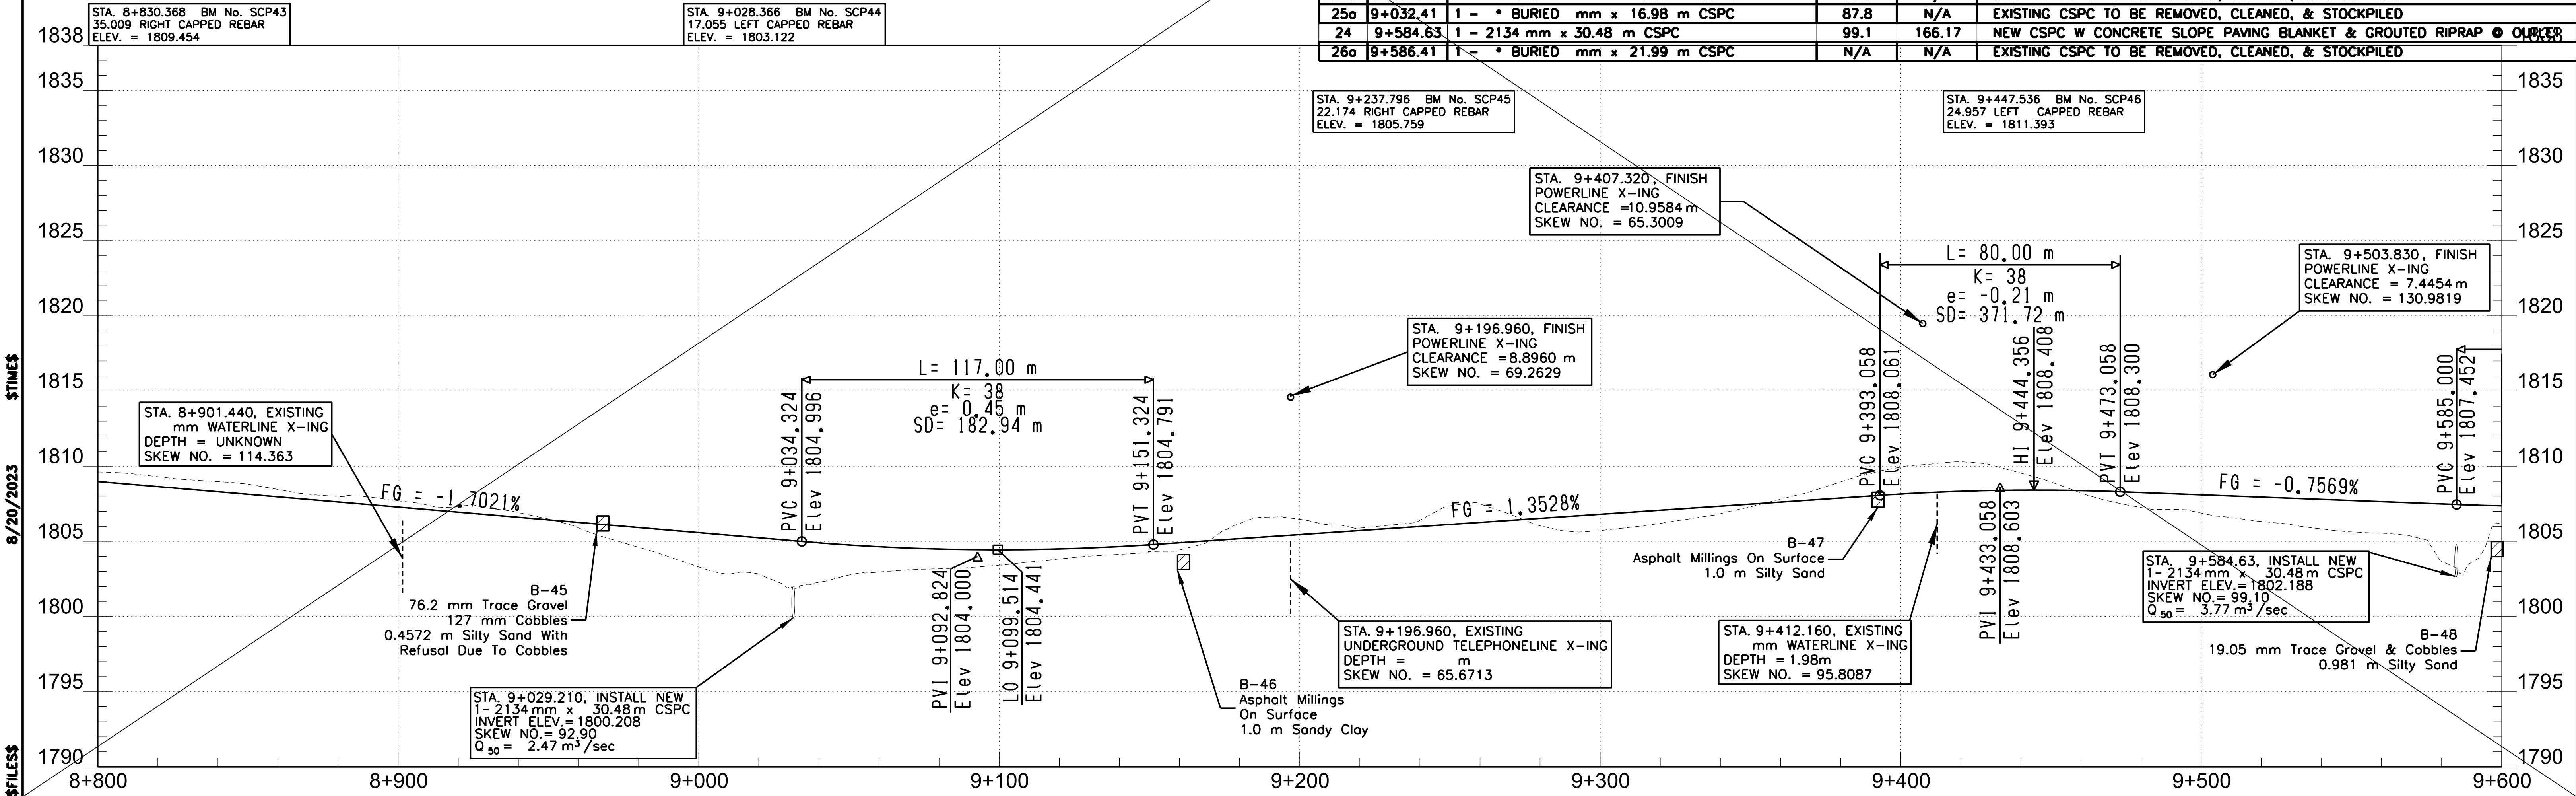 STA. 8+830.368 BM No. SCP43
35.009 RIGHT CAPPED REBAR
ELEV. = 1809.454
STA. 9+028.366 BM No. SCP44
17.055 LEFT CAPPED REBAR
ELEV. = 1803.122
25a 9+032.41 1 - * BURIED mm x 16.98 m CSPC 87.8 N/A EXISTING CSPC TO BE REMOVED, CLEANED, & STOCKPILED
24 9+584.63 1 - 2134 mm x 30.48 m CSPC 99.1 166.17 NEW CSPC W CONCRETE SLOPE PAVING BLANKET & GROUTED RIPRAP @ OUTLET
26a 9+586.41 1 - * BURIED mm x 21.99 m CSPC N/A N/A EXISTING CSPC TO BE REMOVED, CLEANED, & STOCKPILED
STA. 9+237.796 BM No. SCP45
22.174 RIGHT CAPPED REBAR
ELEV. = 1805.759
STA. 9+447.536 BM No. SCP46
24.957 LEFT CAPPED REBAR
ELEV. = 1811.393
1838
1835
1830
1825
1820
1815
1810
1805
1800
1795
1790
1838
1835
1830
1825
1820
1815
1810
1805
1800
1795
1790
STA. 9+407.320, FINISH
POWERLINE X-ING
CLEARANCE =10.9584 m
SKEW NO. = 65.3009
L= 80.00 m
K= 38
e= -0.21 m
SD= 371.72 m
STA. 9+503.830, FINISH
POWERLINE X-ING
CLEARANCE = 7.4454 m
SKEW NO. = 130.9819
STA. 9+196.960, FINISH
POWERLINE X-ING
CLEARANCE =8.8960 m
SKEW NO. = 69.2629
L= 117.00 m
K= 38
e= 0.45 m
SD= 182.94 m
STA. 8+901.440, EXISTING
mm WATERLINE X-ING
DEPTH = UNKNOWN
SKEW NO. = 114.363
PVC 9+034.324
Elev 1804.996
PVT 9+151.324
Elev 1804.791
PVC 9+393.058
Elev 1808.061
HI 9+444.356
Elev 1808.408
PVT 9+473.058
Elev 1808.300
PVC 9+585.000
Elev 1807.452
FG = -1.7021%
FG = 1.3528%
FG = -0.7569%
PVI 9+092.824
Elev 1804.000
LO 9+099.514
Elev 1804.441
PVI 9+433.058
Elev 1808.603
B-45
76.2 mm Trace Gravel
127 mm Cobbles
0.4572 m Silty Sand With
Refusal Due To Cobbles
STA. 9+029.210, INSTALL NEW
1- 2134 mm x 30.48 m CSPC
INVERT ELEV.= 1800.208
SKEW NO.= 92.90
Q 50 = 2.47 m³/sec
B-46
Asphalt Millings
On Surface
1.0 m Sandy Clay
STA. 9+196.960, EXISTING
UNDERGROUND TELEPHONELINE X-ING
DEPTH = m
SKEW NO. = 65.6713
B-47
Asphalt Millings On Surface
1.0 m Silty Sand
STA. 9+412.160, EXISTING
mm WATERLINE X-ING
DEPTH = 1.98m
SKEW NO. = 95.8087
STA. 9+584.63, INSTALL NEW
1- 2134 mm x 30.48 m CSPC
INVERT ELEV.= 1802.188
SKEW NO.= 99.10
Q 50 = 3.77 m³/sec
B-48
19.05 mm Trace Gravel & Cobbles
0.981 m Silty Sand
8+800 8+900 9+000 9+100 9+200 9+300 9+400 9+500 9+600
$TIME$
8/20/2023
$FILES$